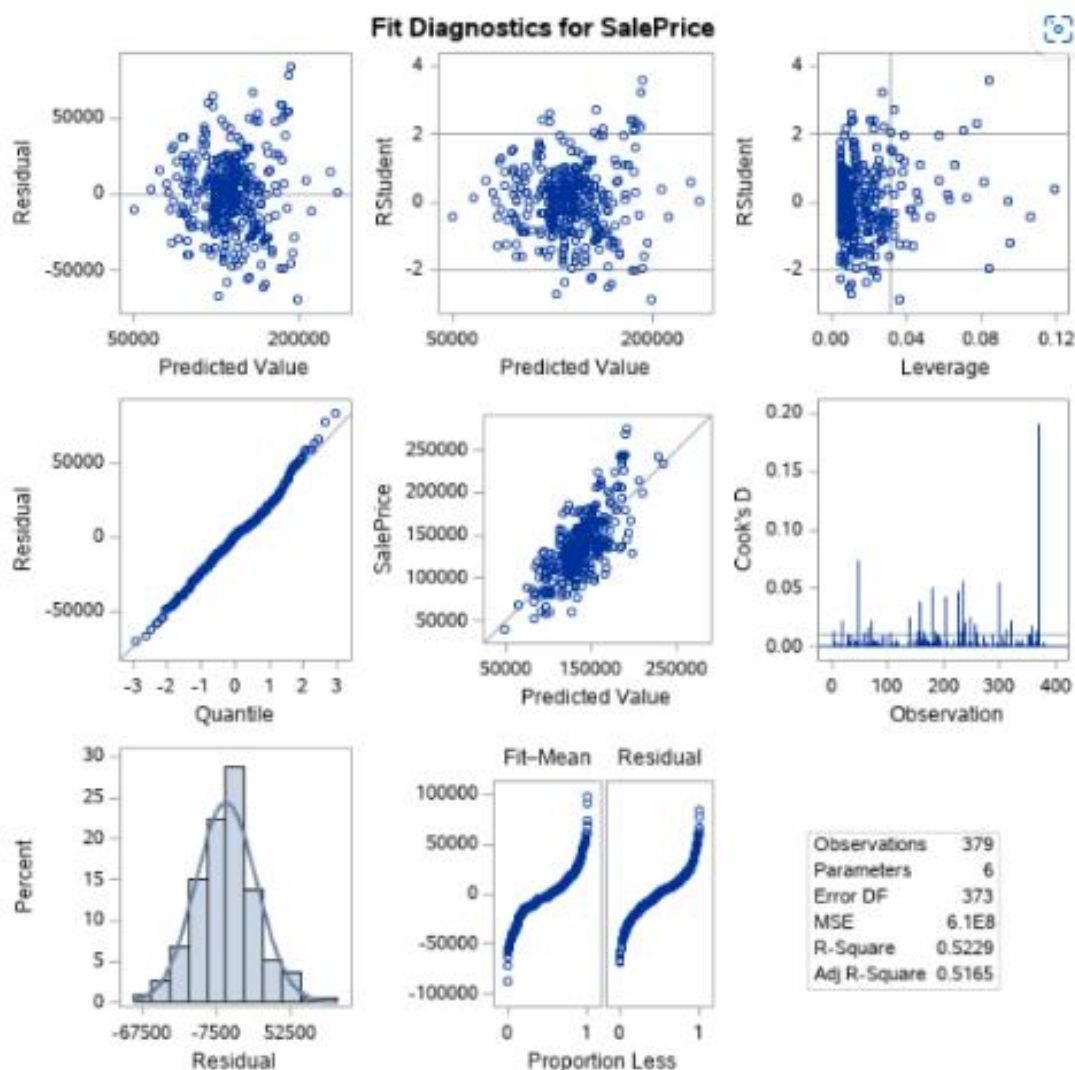 Fit Diagnostics for SalePrice
Residual
50000
0
-50000
50000 200000
Predicted Value
RStudent
4
2
0
-2
50000 200000
Predicted Value
RStudent
4
2
0
-2
0.00 0.04 0.08 0.12
Leverage
Residual
50000
0
-50000
-3 -2 -1 0 1 2 3
Quantile
SalePrice
250000
200000
150000
100000
50000
50000 150000 250000
Predicted Value
Cook's D
0.20
0.15
0.10
0.05
0.00
0 100 200 300 400
Observation
Percent
30
25
20
15
10
5
0
-67500 -7500 52500
Residual
Fit–Mean Residual
100000
50000
0
-50000
-100000
0 1 0 1
Proportion Less
Observations 379
Parameters 6
Error DF 373
MSE 6.1E8
R-Square 0.5229
Adj R-Square 0.5165